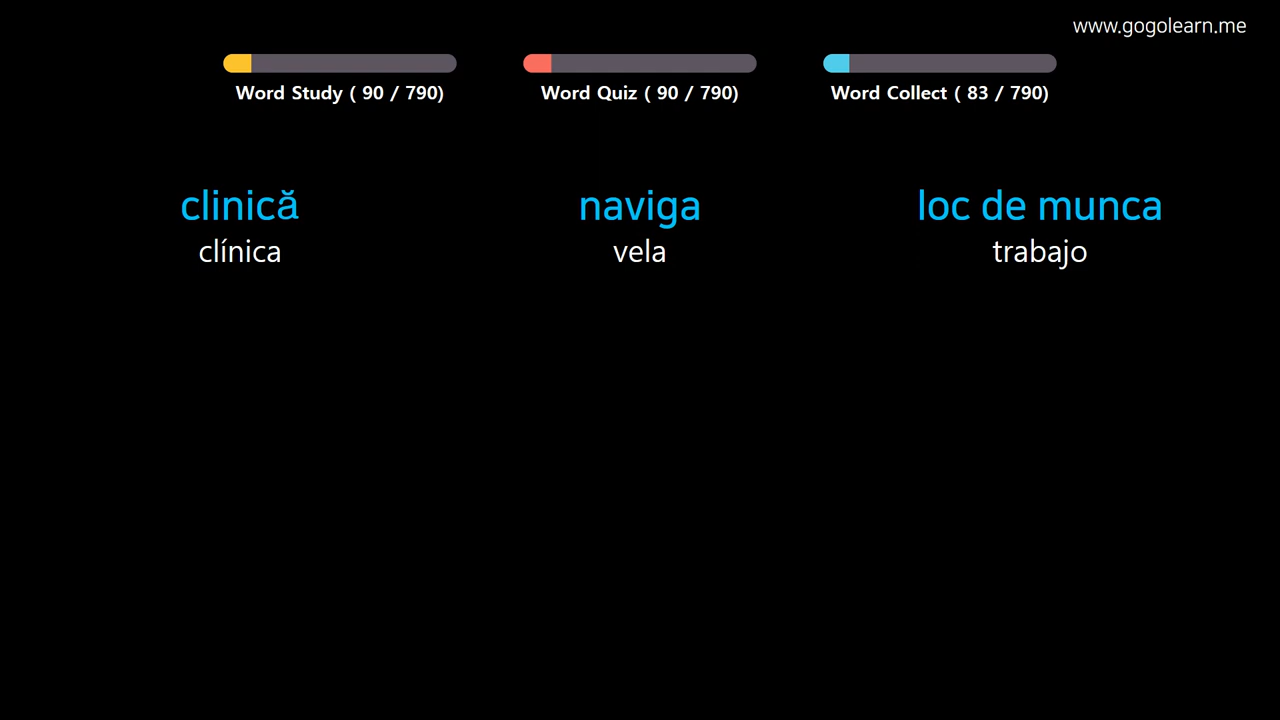 www.gogolearn.me
Word Study ( 90 / 790)
Word Quiz ( 90 / 790)
Word Collect ( 83 / 790)
clinică
clínica
naviga
vela
loc de munca
trabajo